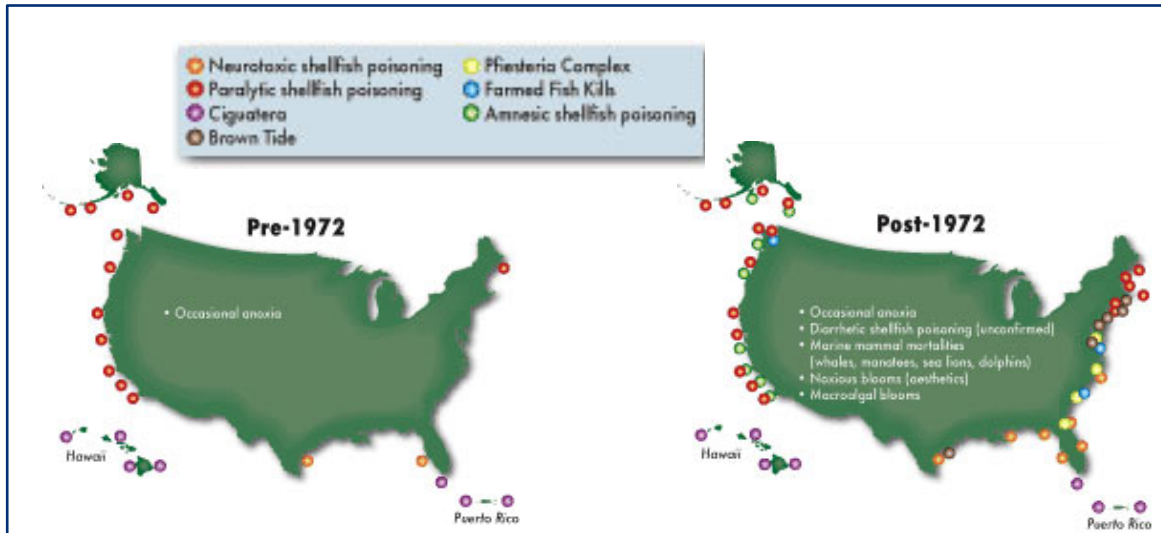 Neurotoxic shellfish poisoning
Paralytic shellfish poisoning
Ciguatera
Brown Tide
Pfiesteria Complex
Farmed Fish Kills
Amnesic shellfish poisoning
Pre-1972
• Occasional anoxia
Hawaii
Puerto Rico
Post-1972
• Occasional anoxia
• Diarrhetic shellfish poisoning (unconfirmed)
• Marine mammal mortalities
(whales, manatees, sea lions, dolphins)
• Noxious blooms (aesthetics)
• Macroalgal blooms
Hawaii
Puerto Rico